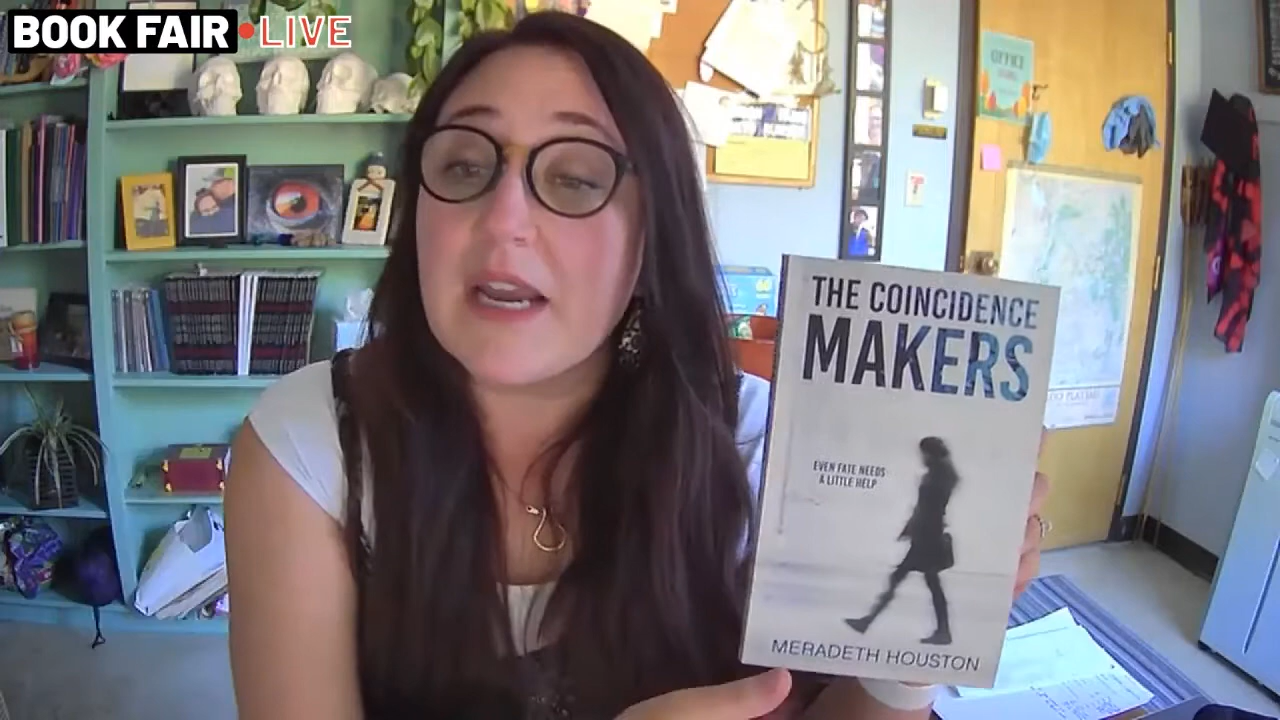 BOOK FAIR•LIVE
OFFICE
THE COINCIDENCE
MAKERS
EVEN FATE NEEDS
A LITTLE HELP
MERADETH HOUSTON